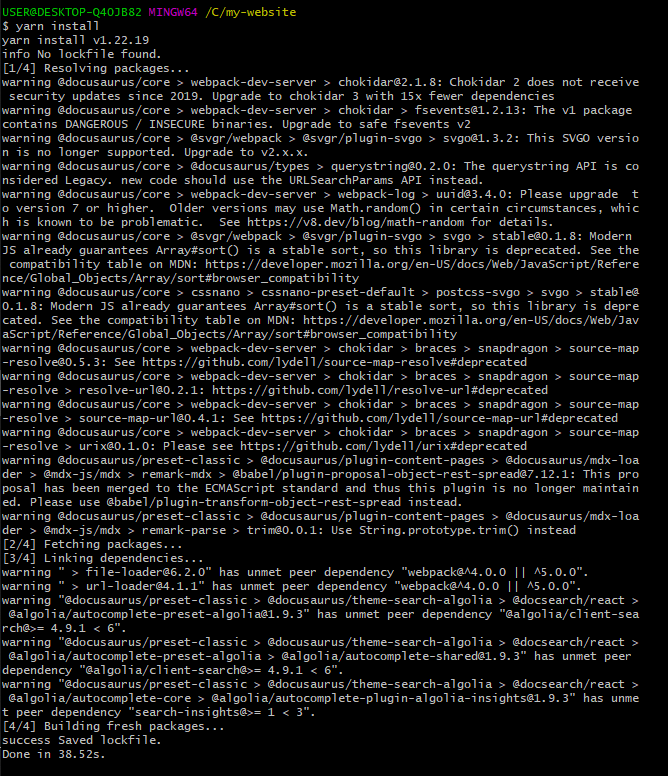 USER@DESKTOP-Q4OJB82 MINGW64 /C/my-website
$ yarn install
yarn install v1.22.19
info No lockfile found.
[1/4] Resolving packages...
warning @docusaurus/core > webpack-dev-server > chokidar@2.1.8: Chokidar 2 does not receive
 security updates since 2019. Upgrade to chokidar 3 with 15x fewer dependencies
warning @docusaurus/core > webpack-dev-server > chokidar > fsevents@1.2.13: The v1 package
contains DANGEROUS / INSECURE binaries. Upgrade to safe fsevents v2
warning @docusaurus/core > @svgr/webpack > @svgr/plugin-svgo > svgo@1.3.2: This SVGO versio
n is no longer supported. Upgrade to v2.x.x.
warning @docusaurus/core > @docusaurus/types > querystring@0.2.0: The querystring API is co
nsidered Legacy. new code should use the URLSearchParams API instead.
warning @docusaurus/core > webpack-dev-server > webpack-log > uuid@3.4.0: Please upgrade  t
o version 7 or higher.  Older versions may use Math.random() in certain circumstances, whic
h is known to be problematic.  See https://v8.dev/blog/math-random for details.
warning @docusaurus/core > @svgr/webpack > @svgr/plugin-svgo > svgo > stable@0.1.8: Modern
JS already guarantees Array#sort() is a stable sort, so this library is deprecated. See the
 compatibility table on MDN: https://developer.mozilla.org/en-US/docs/Web/JavaScript/Refere
nce/Global_Objects/Array/sort#browser_compatibility
warning @docusaurus/core > cssnano > cssnano-preset-default > postcss-svgo > svgo > stable@
0.1.8: Modern JS already guarantees Array#sort() is a stable sort, so this library is depre
cated. See the compatibility table on MDN: https://developer.mozilla.org/en-US/docs/Web/Jav
aScript/Reference/Global_Objects/Array/sort#browser_compatibility
warning @docusaurus/core > webpack-dev-server > chokidar > braces > snapdragon > source-map
-resolve@0.5.3: See https://github.com/lydell/source-map-resolve#deprecated
warning @docusaurus/core > webpack-dev-server > chokidar > braces > snapdragon > source-map
-resolve > resolve-url@0.2.1: https://github.com/lydell/resolve-url#deprecated
warning @docusaurus/core > webpack-dev-server > chokidar > braces > snapdragon > source-map
-resolve > source-map-url@0.4.1: See https://github.com/lydell/source-map-url#deprecated
warning @docusaurus/core > webpack-dev-server > chokidar > braces > snapdragon > source-map
-resolve > urix@0.1.0: Please see https://github.com/lydell/urix#deprecated
warning @docusaurus/preset-classic > @docusaurus/plugin-content-pages > @docusaurus/mdx-loa
der > @mdx-js/mdx > remark-mdx > @babel/plugin-proposal-object-rest-spread@7.12.1: This pro
posal has been merged to the ECMAScript standard and thus this plugin is no longer maintain
ed. Please use @babel/plugin-transform-object-rest-spread instead.
warning @docusaurus/preset-classic > @docusaurus/plugin-content-pages > @docusaurus/mdx-loa
der > @mdx-js/mdx > remark-parse > trim@0.0.1: Use String.prototype.trim() instead
[2/4] Fetching packages...
[3/4] Linking dependencies...
warning " > file-loader@6.2.0" has unmet peer dependency "webpack@^4.0.0 || ^5.0.0".
warning " > url-loader@4.1.1" has unmet peer dependency "webpack@^4.0.0 || ^5.0.0".
warning "@docusaurus/preset-classic > @docusaurus/theme-search-algolia > @docsearch/react >
 @algolia/autocomplete-preset-algolia@1.9.3" has unmet peer dependency "@algolia/client-sea
rch@>= 4.9.1 < 6".
warning "@docusaurus/preset-classic > @docusaurus/theme-search-algolia > @docsearch/react >
 @algolia/autocomplete-preset-algolia > @algolia/autocomplete-shared@1.9.3" has unmet peer
dependency "@algolia/client-search@>= 4.9.1 < 6".
warning "@docusaurus/preset-classic > @docusaurus/theme-search-algolia > @docsearch/react >
 @algolia/autocomplete-core > @algolia/autocomplete-plugin-algolia-insights@1.9.3" has unme
t peer dependency "search-insights@>= 1 < 3".
[4/4] Building fresh packages...
success Saved lockfile.
Done in 38.52s.